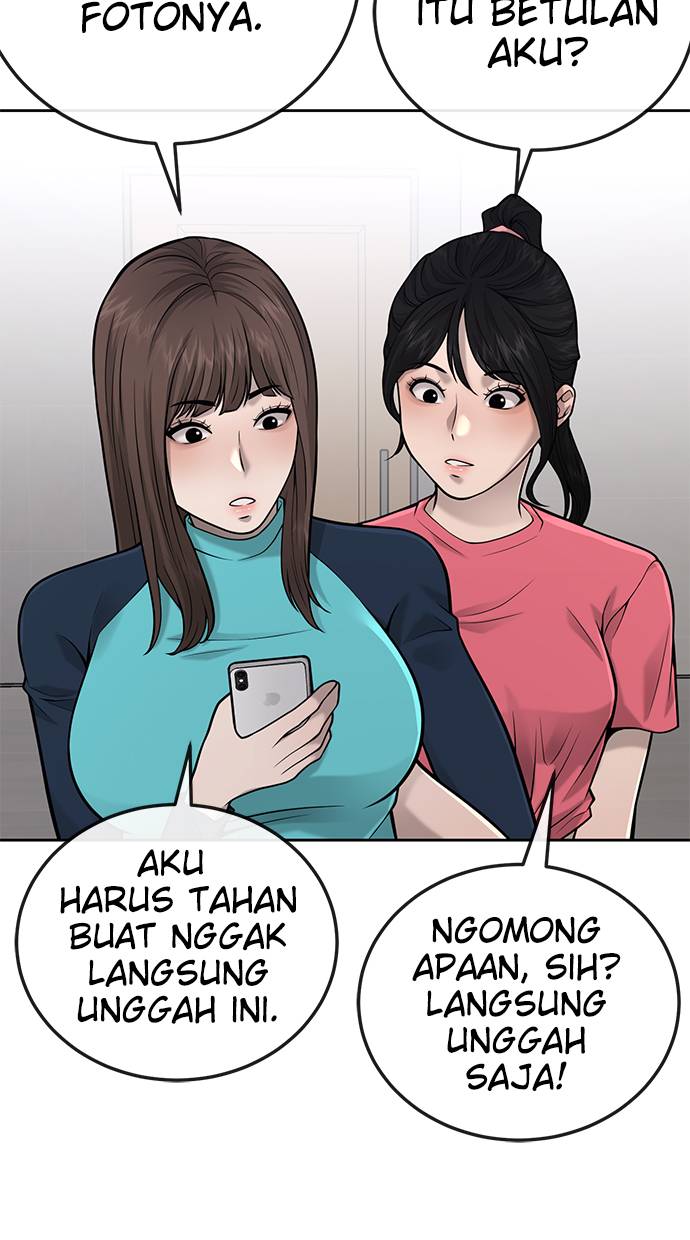 FOTONYA.
ITU BETULAN
AKU?
AKU
HARUS TAHAN
BUAT NGGAK
LANGSUNG
UNGGAH INI.
NGOMONG
APAAN, SIH?
LANGSUNG
UNGGAH
SAJA!